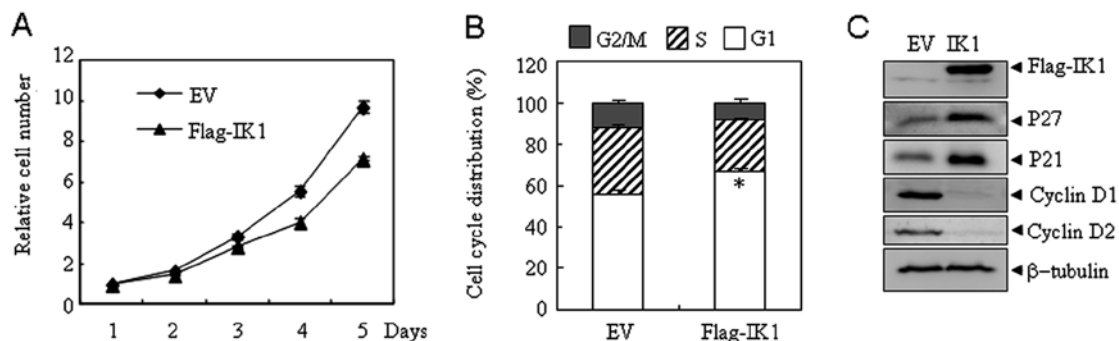 A
Relative cell number
12
10
8
6
4
2
0
EV
Flag-IK1
1 2 3 4 5 Days
B
G2/M S G1
Cell cycle distribution (%)
120
100
80
60
40
20
0
*
EV Flag-IK1
C
EV IK1
Flag-IK1
P27
P21
Cyclin D1
Cyclin D2
β-tubulin